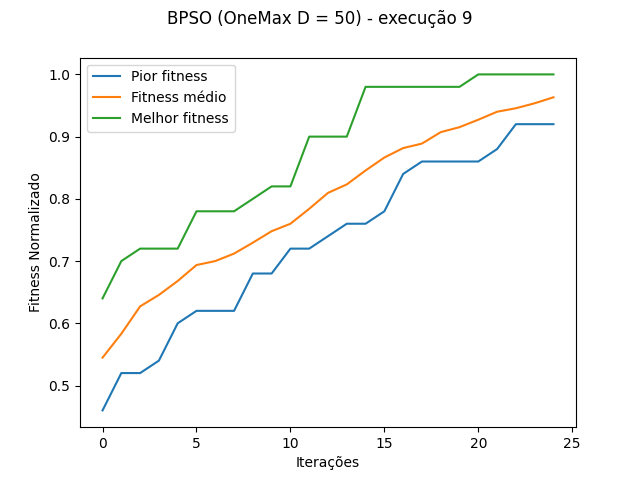 BPSO (OneMax D = 50) - execução 9
Pior fitness
Fitness médio
Melhor fitness
Fitness Normalizado
1.0
0.9
0.8
0.7
0.6
0.5
0 5 10 15 20 25
Iterações